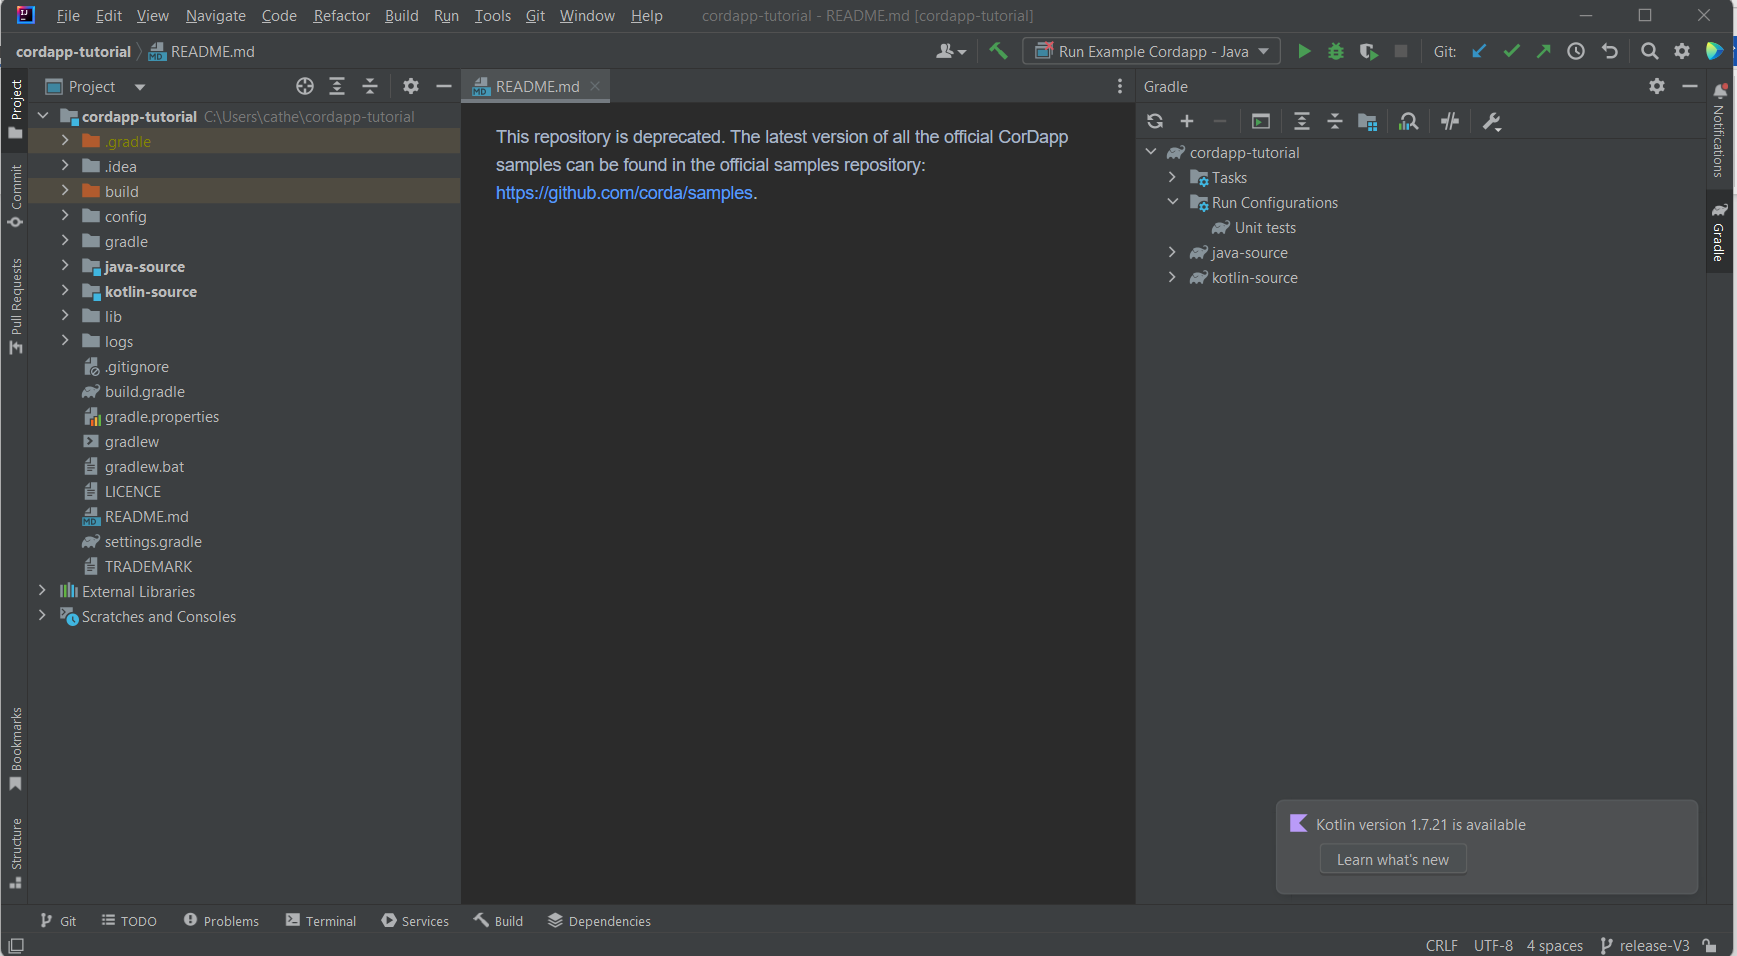 File Edit View Navigate Code Refactor Build Run Tools Git Window Help cordapp-tutorial - README.md [cordapp-tutorial]
cordapp-tutorial README.md Run Example Cordapp - Java Git:
Project
Commit
Pull Requests
Bookmarks
Structure
Project
cordapp-tutorial C:\Users\cathe\cordapp-tutorial
.gradle
.idea
build
config
gradle
java-source
kotlin-source
lib
logs
.gitignore
build.gradle
gradle.properties
gradlew
gradlew.bat
LICENCE
README.md
settings.gradle
TRADEMARK
External Libraries
Scratches and Consoles
README.md
This repository is deprecated. The latest version of all the official CorDapp
samples can be found in the official samples repository:
https://github.com/corda/samples.
Gradle
cordapp-tutorial
Tasks
Run Configurations
Unit tests
java-source
kotlin-source
Notifications
Gradle
Kotlin version 1.7.21 is available
Learn what's new
Git TODO Problems Terminal Services Build Dependencies
CRLF UTF-8 4 spaces release-V3